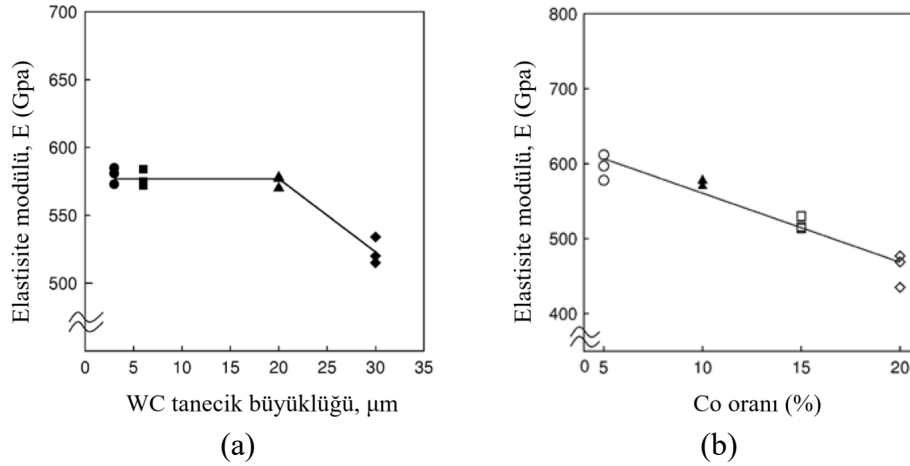 700
650
600
550
500
Elastisite modülü, E (Gpa)
0 5 10 15 20 25 30 35
WC tanecik büyüklüğü, µm
(a)
800
700
600
500
400
Elastisite modülü, E (Gpa)
0 5 10 15 20
Co oranı (%)
(b)